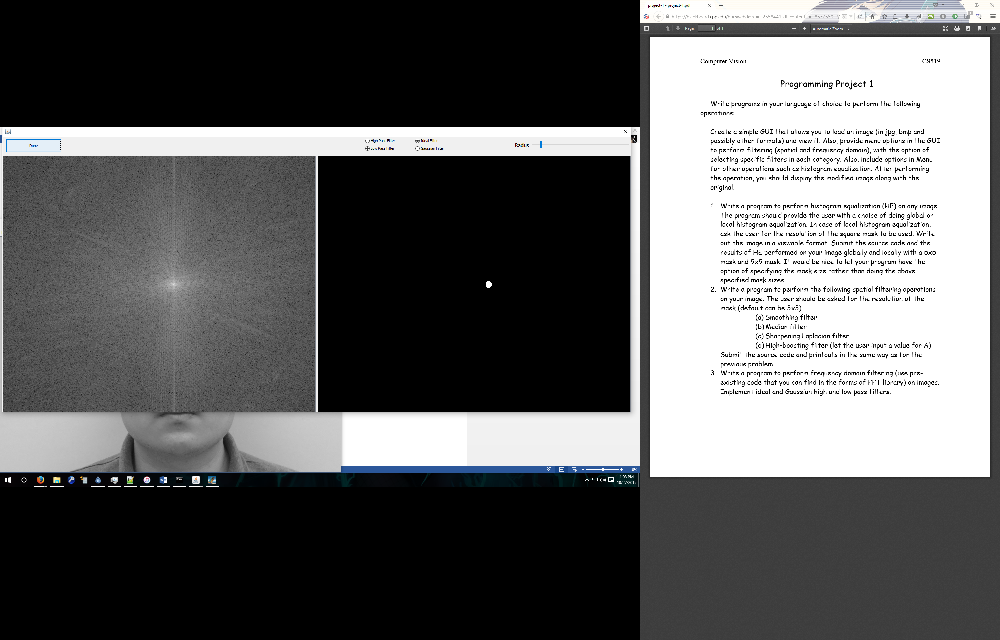 Done
High Pass Filter
Low Pass Filter
Ideal Filter
Gaussian Filter
Radius
110%
1:08 PM
10/27/2015
project-1 - project-1.pdf
https://blackboard.cpp.edu/bbcswebdav/pid-2558441-dt-content-rid-8577530_2/
Page: 1 of 1
Automatic Zoom
Computer Vision CS519
Programming Project 1
Write programs in your language of choice to perform the following
operations:
Create a simple GUI that allows you to load an image (in jpg, bmp and
possibly other formats) and view it. Also, provide menu options in the GUI
to perform filtering (spatial and frequency domain), with the option of
selecting specific filters in each category. Also, include options in Menu
for other operations such as histogram equalization. After performing
the operation, you should display the modified image along with the
original.
1. Write a program to perform histogram equalization (HE) on any image.
The program should provide the user with a choice of doing global or
local histogram equalization. In case of local histogram equalization,
ask the user for the resolution of the square mask to be used. Write
out the image in a viewable format. Submit the source code and the
results of HE performed on your image globally and locally with a 5x5
mask and 9x9 mask. It would be nice to let your program have the
option of specifying the mask size rather than doing the above
specified mask sizes.
2. Write a program to perform the following spatial filtering operations
on your image. The user should be asked for the resolution of the
mask (default can be 3x3)
(a) Smoothing filter
(b) Median filter
(c) Sharpening Laplacian filter
(d) High-boosting filter (let the user input a value for A)
Submit the source code and printouts in the same way as for the
previous problem
3. Write a program to perform frequency domain filtering (use pre-
existing code that you can find in the forms of FFT library) on images.
Implement ideal and Gaussian high and low pass filters.